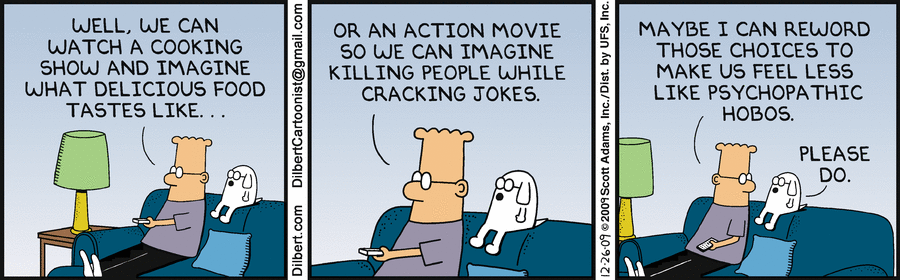 WELL, WE CAN
WATCH A COOKING
SHOW AND IMAGINE
WHAT DELICIOUS FOOD
TASTES LIKE. . .
Dilbert.com DilbertCartoonist@gmail.com
OR AN ACTION MOVIE
SO WE CAN IMAGINE
KILLING PEOPLE WHILE
CRACKING JOKES.
12-26-09 ©2009 Scott Adams, Inc./Dist. by UFS, Inc.
MAYBE I CAN REWORD
THOSE CHOICES TO
MAKE US FEEL LESS
LIKE PSYCHOPATHIC
HOBOS.
PLEASE
DO.